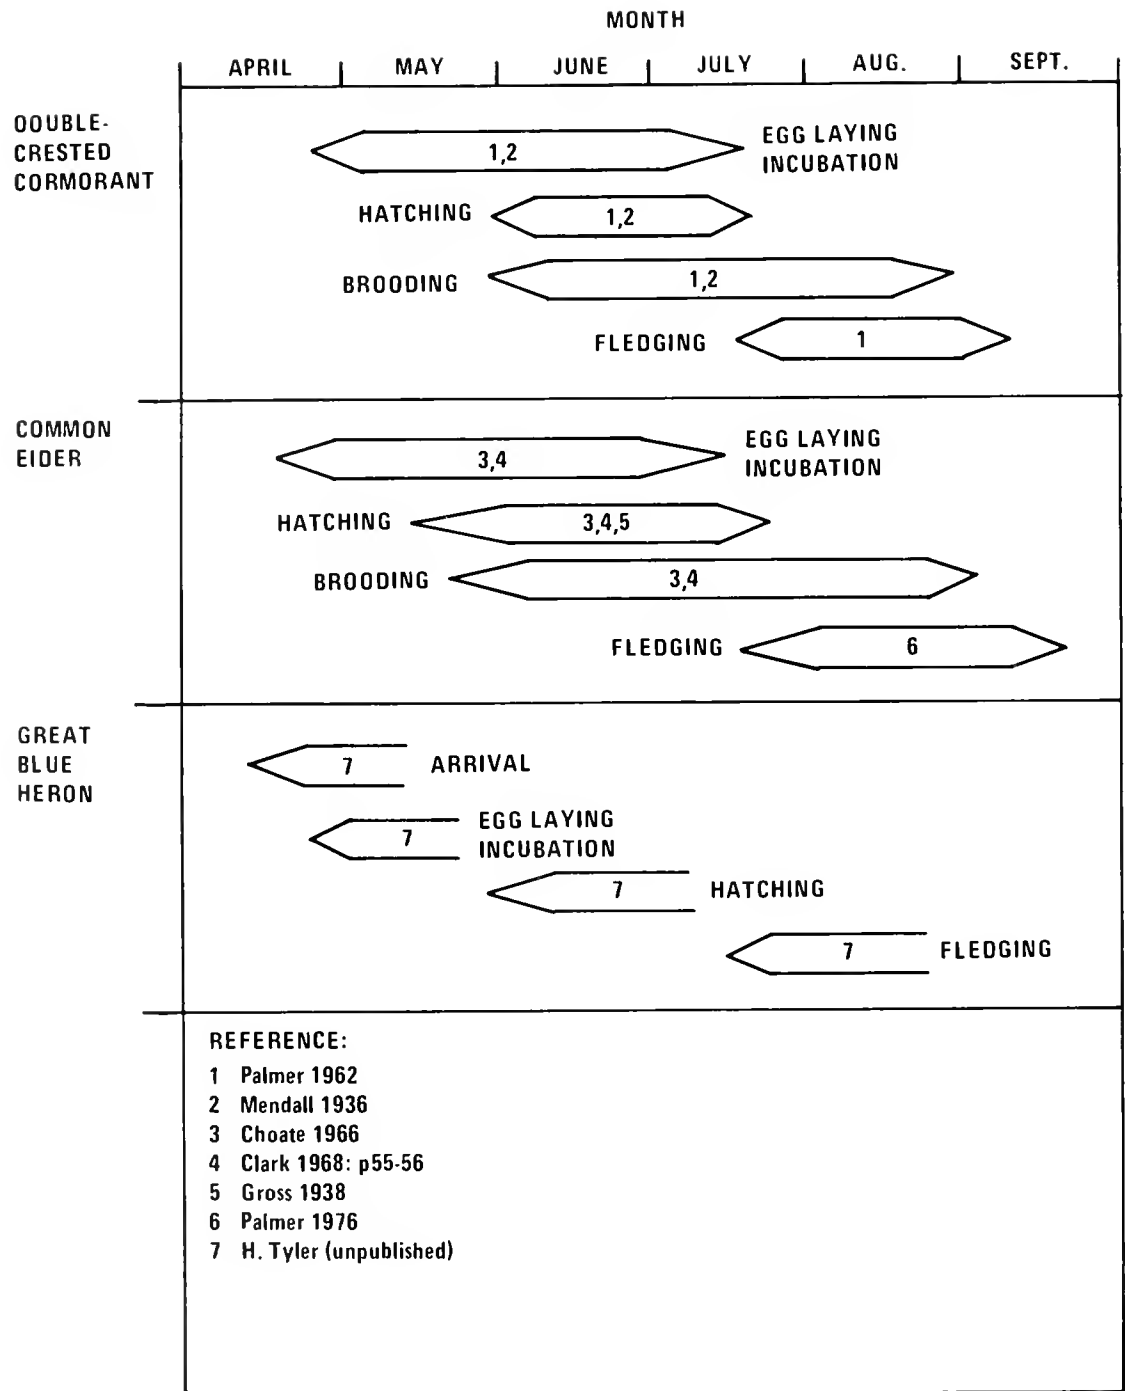 MONTH
APRIL MAY JUNE JULY AUG. SEPT.
DOUBLE-
CRESTED
CORMORANT
1,2
EGG LAYING
INCUBATION
HATCHING
1,2
BROODING
1,2
FLEDGING
1
COMMON
EIDER
3,4
EGG LAYING
INCUBATION
HATCHING
3,4,5
BROODING
3,4
FLEDGING
6
GREAT
BLUE
HERON
7
ARRIVAL
7
EGG LAYING
INCUBATION
7
HATCHING
7
FLEDGING
REFERENCE:
1 Palmer 1962
2 Mendall 1936
3 Choate 1966
4 Clark 1968: p55-56
5 Gross 1938
6 Palmer 1976
7 H. Tyler (unpublished)